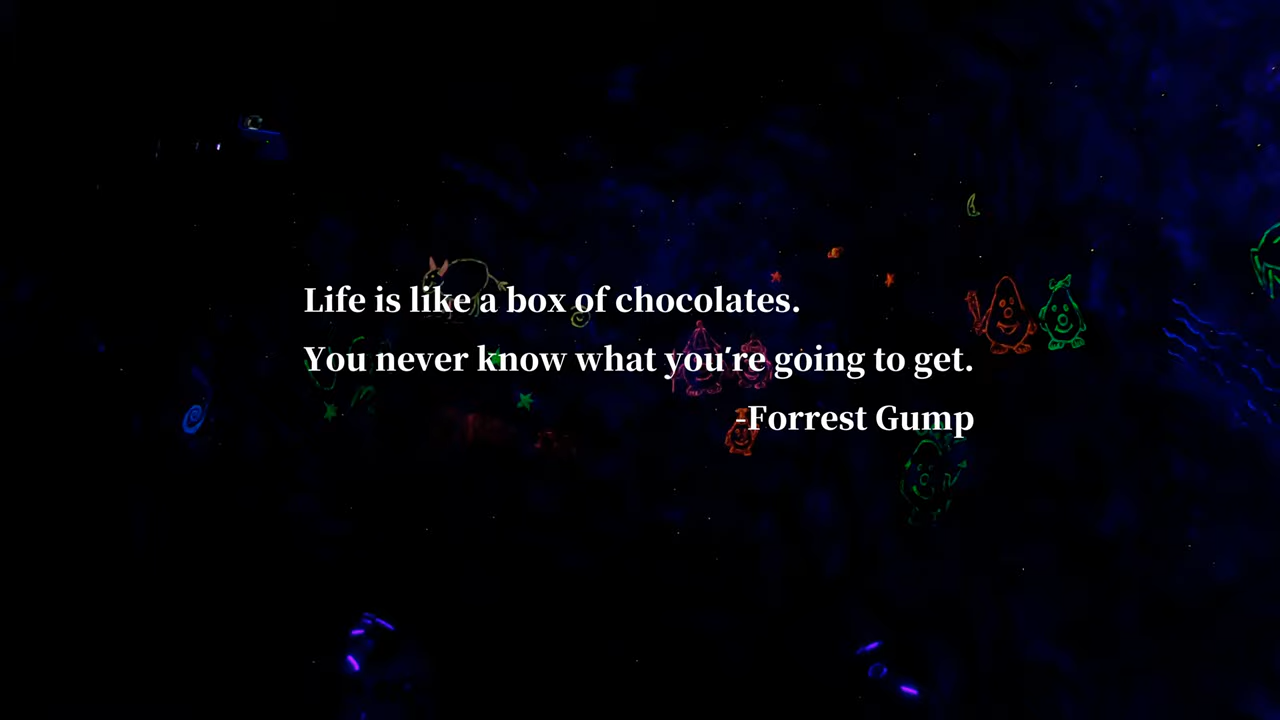 Life is like a box of chocolates.
You never know what you're going to get.
-Forrest Gump